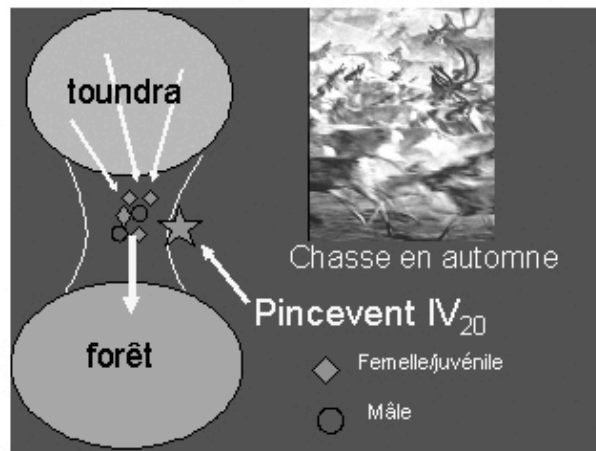 toundra
Chasse en automne
Pincevent IV₂₀
forêt
Femelle/juvénile
Mâle